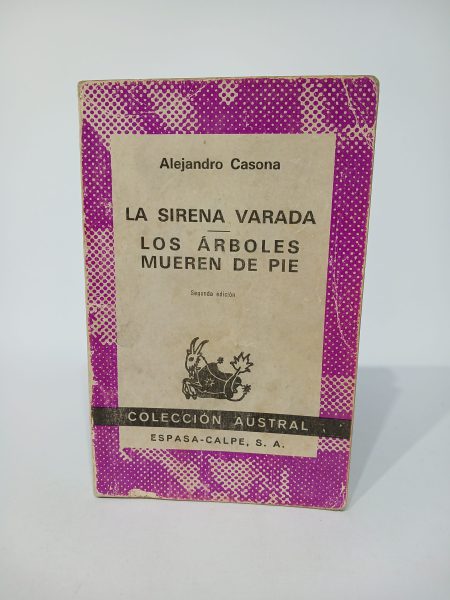 Alejandro Casona
LA SIRENA VARADA
LOS ÁRBOLES
MUEREN DE PIE
Segunda edición
COLECCIÓN AUSTRAL
ESPASA-CALPE, S. A.